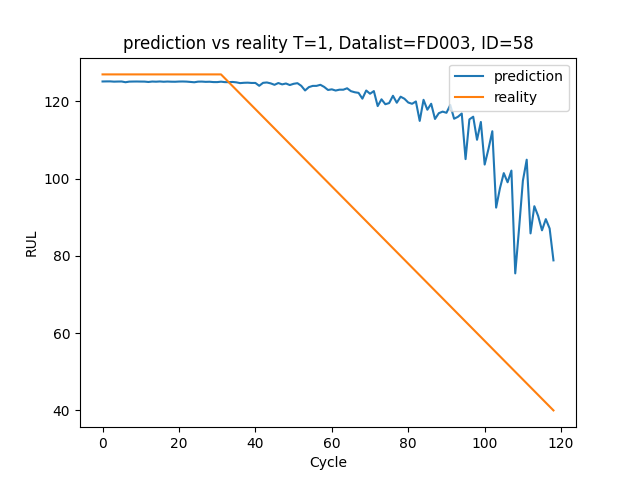 prediction vs reality T=1, Datalist=FD003, ID=58
prediction
reality
RUL
120
100
80
60
40
0 20 40 60 80 100 120
Cycle